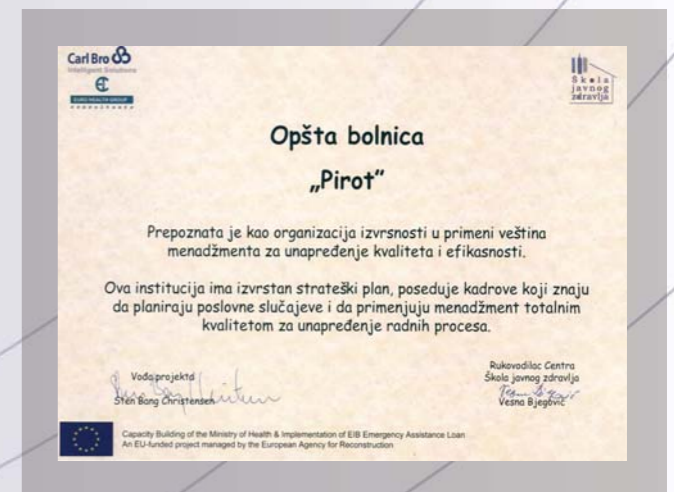 Carl Bro
Intelligent Solutions
EURO HEALTH GROUP
Škola
javnog
zdravlja
Opšta bolnica
„Pirot“
Prepoznata je kao organizacija izvrsnosti u primeni veština
menadžmenta za unapređenje kvaliteta i efikasnosti.
Ova institucija ima izvrstan strateški plan, poseduje kadrove koji znaju
da planiraju poslovne slučajeve i da primenjuju menadžment totalnim
kvalitetom za unapređenje radnih procesa.
Vođa projekta
Sten Bang Christensen
Rukovodilac Centra
Škola javnog zdravlja
Vesna Bjegović
Capacity Building of the Ministry of Health & Implementation of EIB Emergency Assistance Loan
An EU-funded project managed by the European Agency for Reconstruction